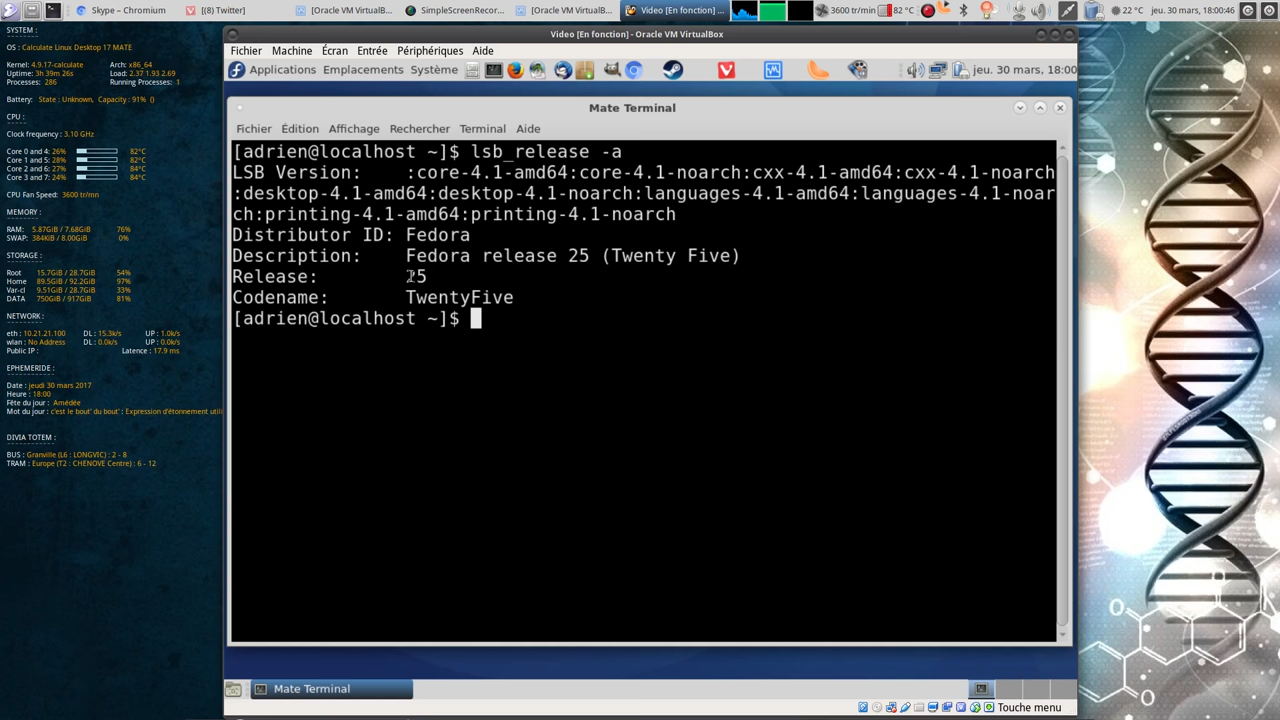 Skype ~ Chromium
[(8) Twitter]
[Oracle VM VirtualB...
SimpleScreenRecor...
[Oracle VM VirtualB...
Video [En fonction] ...
3600 tr/min
82 °C
22 °C
jeu. 30 mars, 18:00:46
SYSTEM :
OS : Calculate Linux Desktop 17 MATE
Kernel: 4.9.17-calculate Arch: x86_64
Uptime: 3h 39m 26s Load: 2.37 1.93 2.69
Processes: 286 Running Processes: 1
Battery: State : Unknown, Capacity : 91% ()
CPU :
Clock frequency : 3.10 GHz
Core 0 and 4: 26% 82°C
Core 1 and 5: 28% 82°C
Core 2 and 6: 27% 84°C
Core 3 and 7: 24% 84°C
CPU Fan Speed: 3600 tr/mn
MEMORY :
RAM: 5.87GiB / 7.68GiB 76%
SWAP: 384KiB / 8.00GiB 0%
STORAGE :
Root 15.7GiB / 28.7GiB 54%
Home 89.5GiB / 92.2GiB 97%
Var-cl 9.51GiB / 28.7GiB 33%
DATA 750GiB / 917GiB 81%
NETWORK :
eth : 10.21.21.100 DL : 15.3k/s UP : 1.0k/s
wlan : No Address DL : 0.0k/s UP : 0.0k/s
Public IP : Latence : 17.9 ms
EPHEMERIDE :
Date : jeudi 30 mars 2017
Heure : 18:00
Fête du jour : Amédée
Mot du jour : c'est le bout' du bout' : Expression d'étonnement utili
DIVIA TOTEM :
BUS : Granville (L6 : LONGVIC) : 2 - 8
TRAM : Europe (T2 : CHENOVE Centre) : 6 - 12
Video [En fonction] - Oracle VM VirtualBox
Fichier Machine Écran Entrée Périphériques Aide
Applications Emplacements Système jeu. 30 mars, 18:00
Mate Terminal
Fichier Édition Affichage Rechercher Terminal Aide
[adrien@localhost ~]$ lsb_release -a
LSB Version: :core-4.1-amd64:core-4.1-noarch:cxx-4.1-amd64:cxx-4.1-noarch
:desktop-4.1-amd64:desktop-4.1-noarch:languages-4.1-amd64:languages-4.1-noar
ch:printing-4.1-amd64:printing-4.1-noarch
Distributor ID: Fedora
Description: Fedora release 25 (Twenty Five)
Release: 25
Codename: TwentyFive
[adrien@localhost ~]$
Mate Terminal
Touche menu